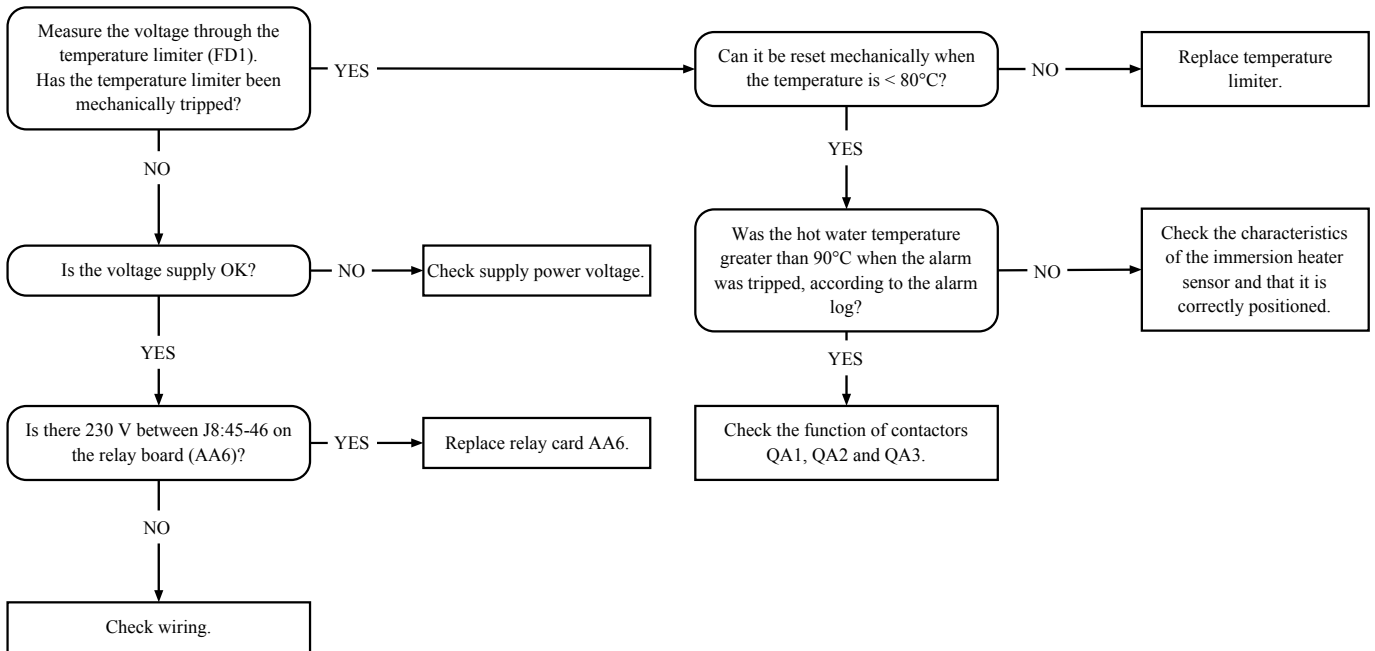 Measure the voltage through the
temperature limiter (FD1).
Has the temperature limiter been
mechanically tripped?
YES
Can it be reset mechanically when
the temperature is < 80°C?
NO
Replace temperature
limiter.
NO
YES
Is the voltage supply OK?
NO
Check supply power voltage.
Was the hot water temperature
greater than 90°C when the alarm
was tripped, according to the alarm
log?
NO
Check the characteristics
of the immersion heater
sensor and that it is
correctly positioned.
YES
YES
Is there 230 V between J8:45-46 on
the relay board (AA6)?
YES
Replace relay card AA6.
Check the function of contactors
QA1, QA2 and QA3.
NO
Check wiring.